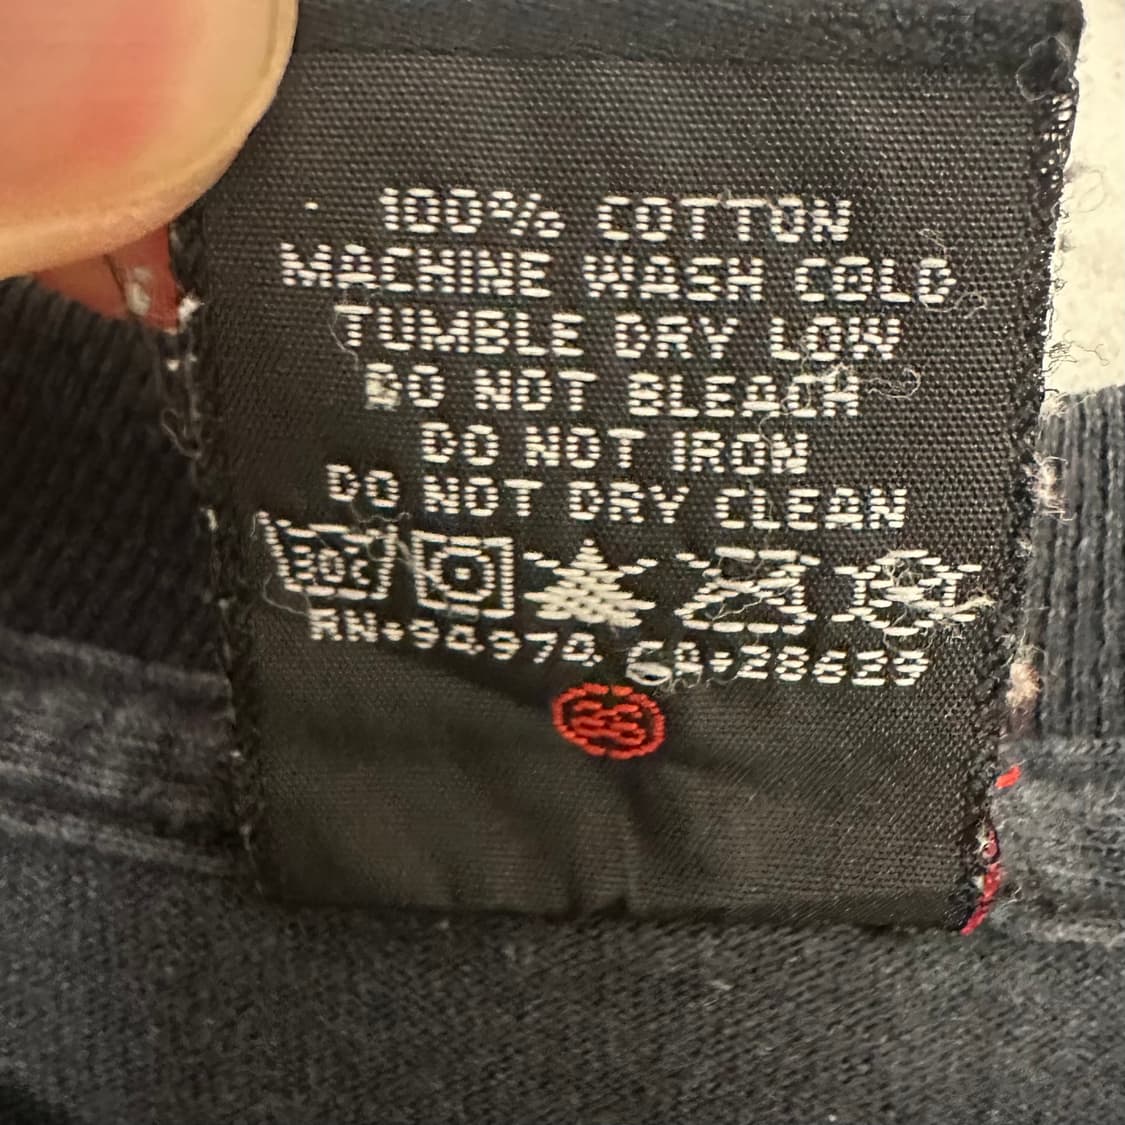 100% COTTON
MACHINE WASH COLD
TUMBLE DRY LOW
DO NOT BLEACH
DO NOT IRON
DO NOT DRY CLEAN
30c
RN•94974 CA•28629